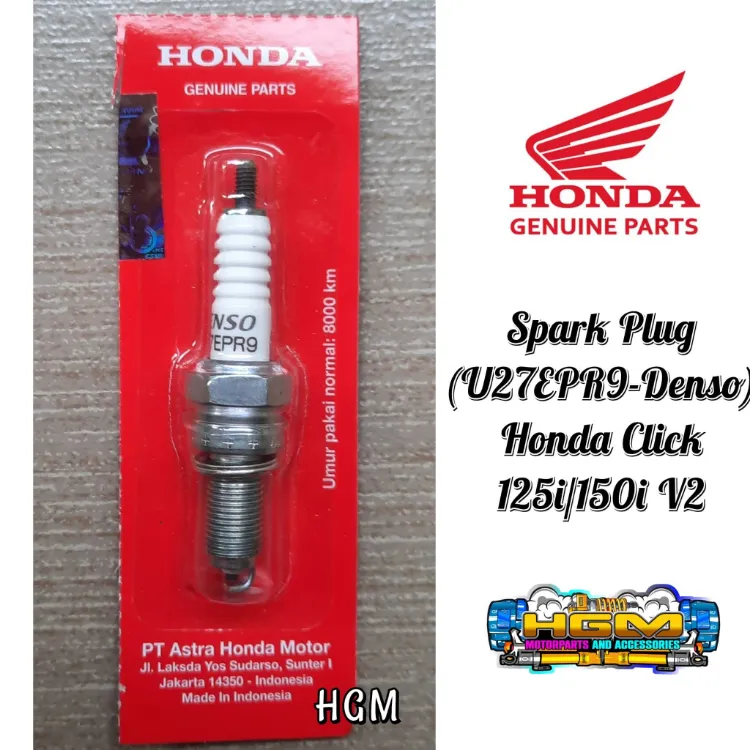 HONDA
GENUINE PARTS
ENSO
7EPR9
Umur pakai normal: 8000 km
PT Astra Honda Motor
Jl. Laksda Yos Sudarso, Sunter I
Jakarta 14350 - Indonesia
Made in Indonesia
HGM
HONDA
GENUINE PARTS
Spark Plug
(U27EPR9-Denso)
Honda Click
125i/150i V2
HGM
MOTORPARTS AND ACCESSORIES